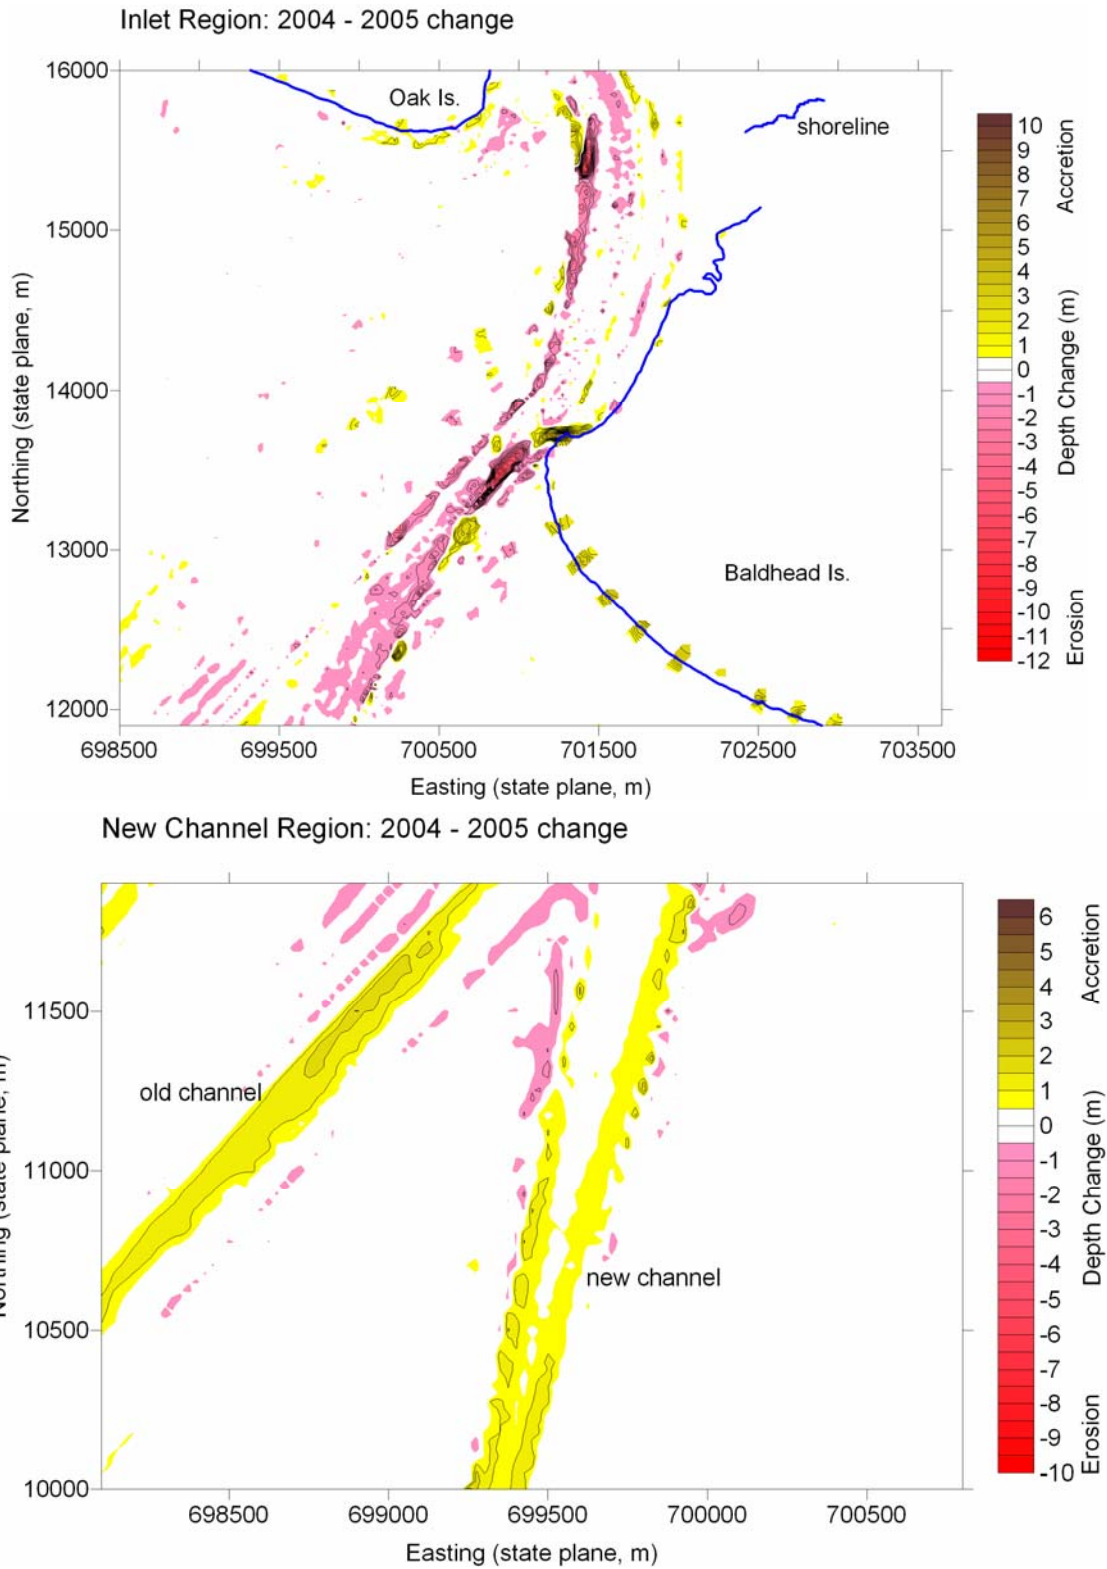 Inlet Region: 2004 - 2005 change
16000
15000
14000
13000
12000
Northing (state plane, m)
698500 699500 700500 701500 702500 703500
Easting (state plane, m)
Oak Is.
shoreline
Baldhead Is.
10
9
8
7
6
5
4
3
2
1
0
-1
-2
-3
-4
-5
-6
-7
-8
-9
-10
-11
-12
Accretion
Depth Change (m)
Erosion
New Channel Region: 2004 - 2005 change
11500
11000
10500
10000
Northing (state plane, m)
698500 699000 699500 700000 700500
Easting (state plane, m)
old channel
new channel
6
5
4
3
2
1
0
-1
-2
-3
-4
-5
-6
-7
-8
-9
-10
Accretion
Depth Change (m)
Erosion